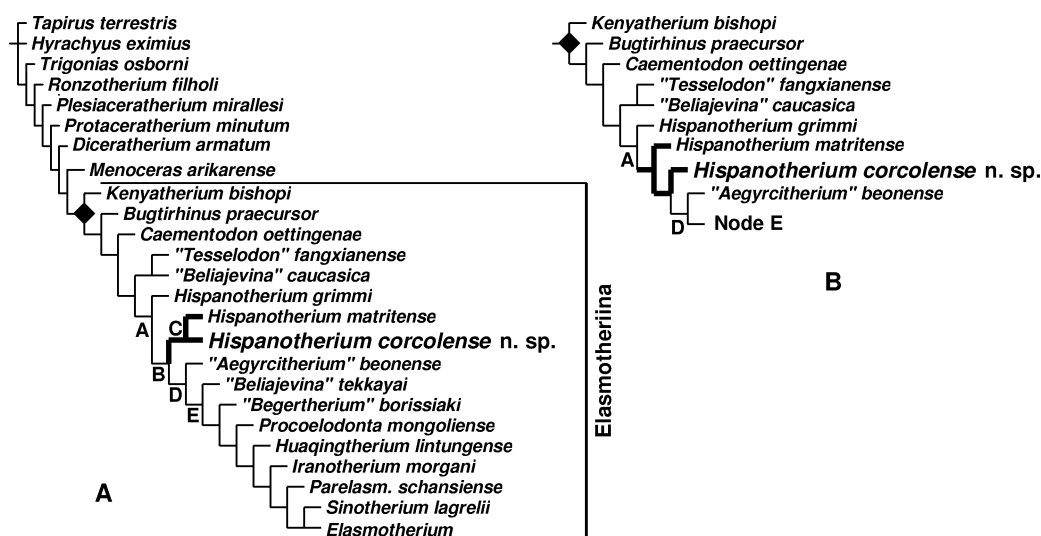 Tapirus terrestris
Hyrachyus eximius
Trigonias osborni
Ronzotherium filholi
Plesiaceratherium mirallesi
Protaceratherium minutum
Diceratherium armatum
Menoceras arikarense
Kenyatherium bishopi
Bugtirhinus praecursor
Caementodon oettingenae
"Tesselodon" fangxianense
"Beliajevina" caucasica
Hispanotherium grimmi
A
Hispanotherium matritense
C
Hispanotherium corcolense n. sp.
"Aegyrcitherium" beonense
B
"Beliajevina" tekkayai
D
"Begertherium" borissiaki
E
Procoelodonta mongoliense
Huaqingtherium lintungense
Iranotherium morgani
Parelasm. schansiense
Sinotherium lagrelii
Elasmotherium
A
Elasmotheriina
Kenyatherium bishopi
Bugtirhinus praecursor
Caementodon oettingenae
"Tesselodon" fangxianense
"Beliajevina" caucasica
Hispanotherium grimmi
Hispanotherium matritense
A
Hispanotherium corcolense n. sp.
"Aegyrcitherium" beonense
Node E
D
B